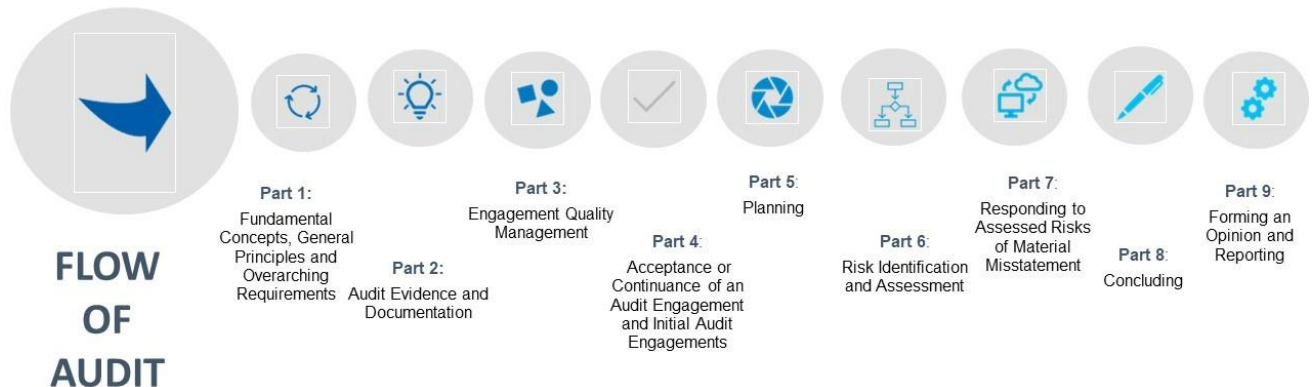 FLOW
OF
AUDIT
Part 1:
Fundamental
Concepts, General
Principles and
Overarching
Requirements
Part 2:
Audit Evidence and
Documentation
Part 3:
Engagement Quality
Management
Part 4:
Acceptance or
Continuance of an
Audit Engagement
and Initial Audit
Engagements
Part 5:
Planning
Part 6:
Risk Identification
and Assessment
Part 7:
Responding to
Assessed Risks
of Material
Misstatement
Part 8:
Concluding
Part 9:
Forming an
Opinion and
Reporting